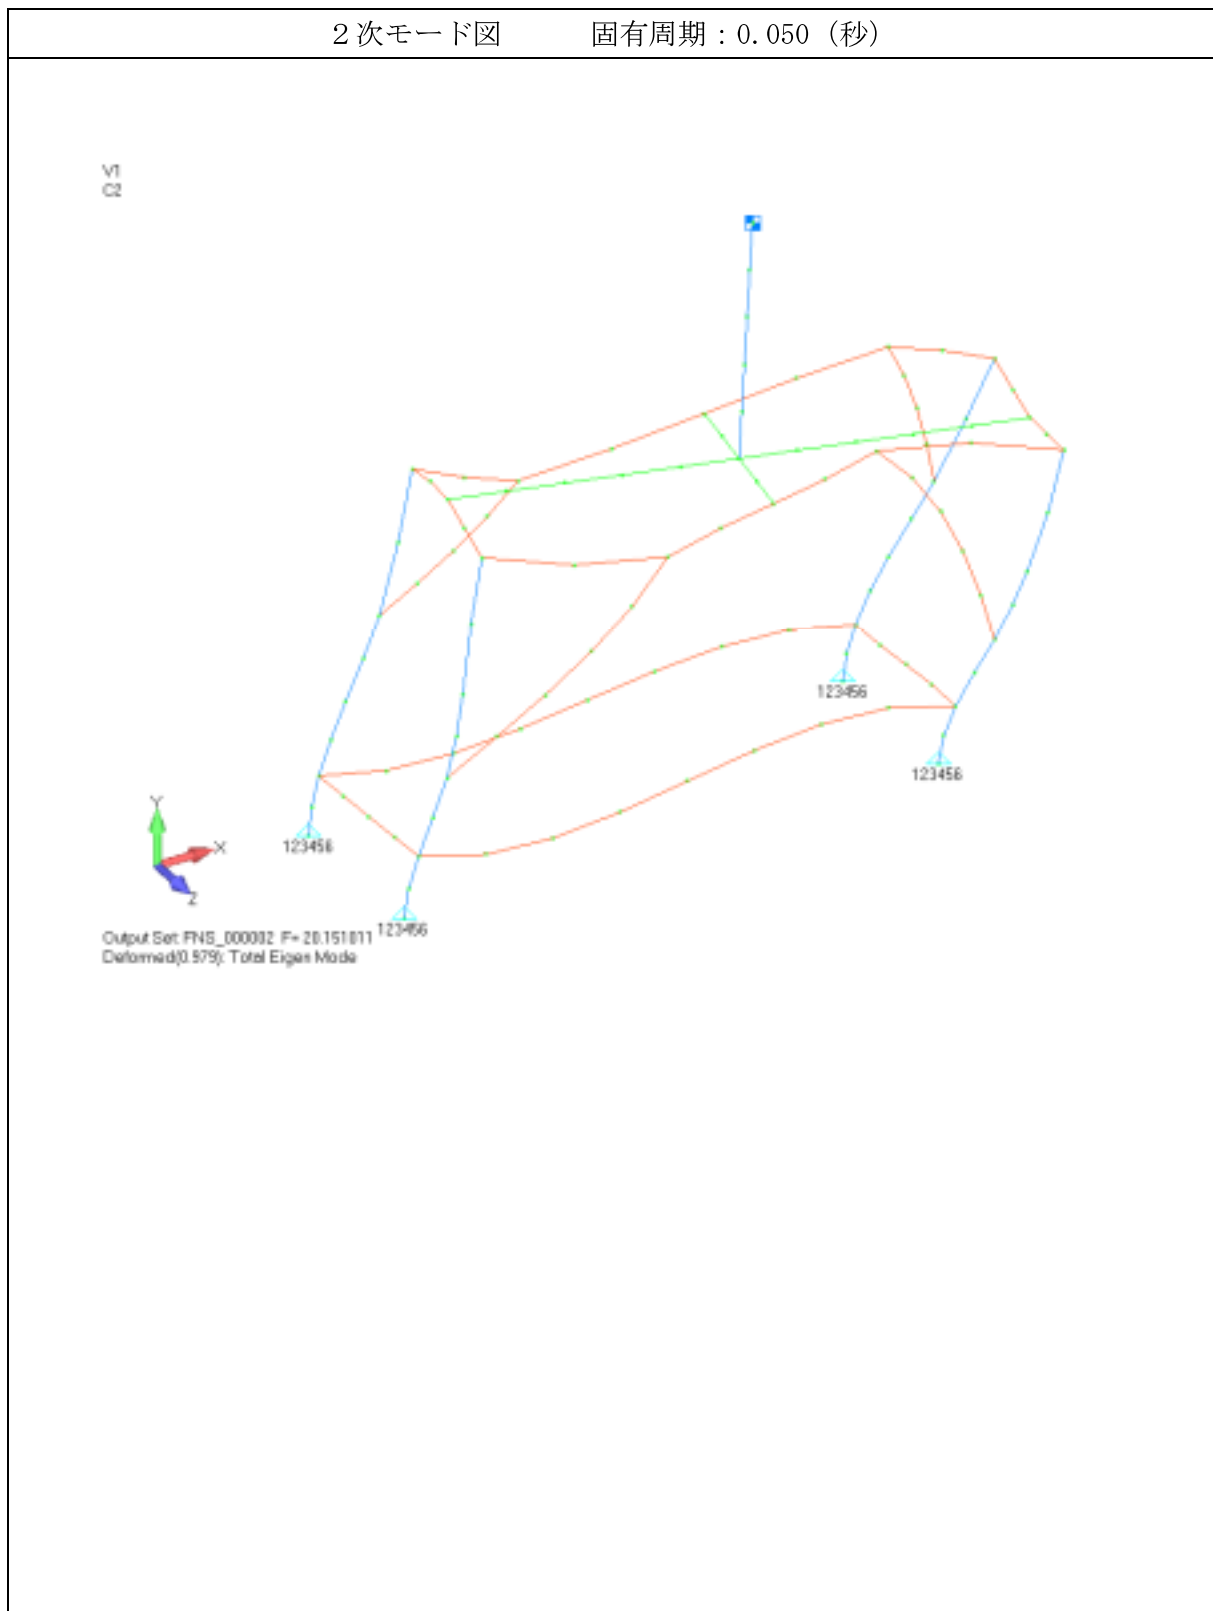 2次モード図 固有周期：0.050（秒）
V1
C2
123456
123456
123456
Y
X
Z
123456
Output Set: FNS_000002 F= 20.151011
Deformed(0.979): Total Eigen Mode